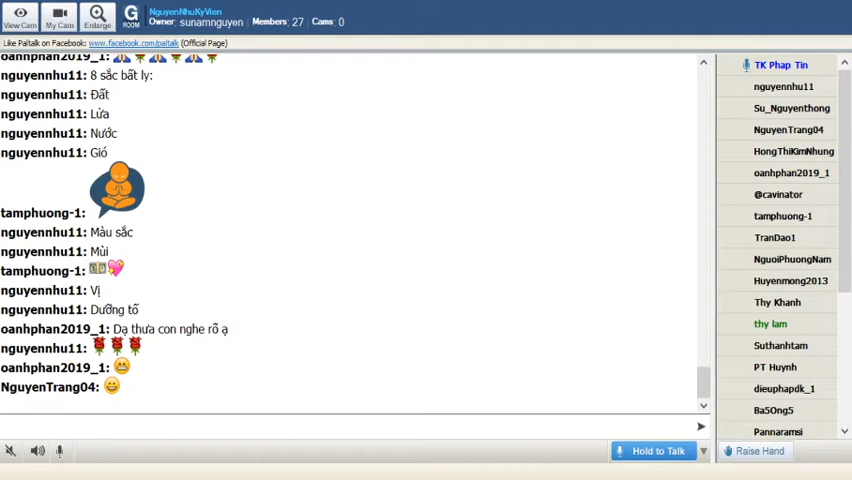 NguyenNhuKyVien
Owner: sunamnguyen Members: 27 Cams: 0
View Cam My Cam Enlarge G ROOM
Like Paltalk on Facebook: www.facebook.com/paltalk (Official Page)
oanhphan2019_1:
nguyennhu11: 8 sắc bất ly:
nguyennhu11: Đất
nguyennhu11: Lửa
nguyennhu11: Nước
nguyennhu11: Gió
tamphuong-1:
nguyennhu11: Màu sắc
nguyennhu11: Mùi
tamphuong-1:
nguyennhu11: Vị
nguyennhu11: Dưỡng tố
oanhphan2019_1: Dạ thưa con nghe rõ ạ
nguyennhu11:
oanhphan2019_1:
NguyenTrang04:
TK Phap Tin
nguyennhu11
Su_Nguyenthong
NguyenTrang04
HongThiKimNhung
oanhphan2019_1
@cavinator
tamphuong-1
TranDao1
NguoiPhuongNam
Huyenmong2013
Thy Khanh
thy lam
Suthanhtam
PT Huynh
dieuphapdk_1
Ba5Ong5
Pannaramsi
Hold to Talk
Raise Hand